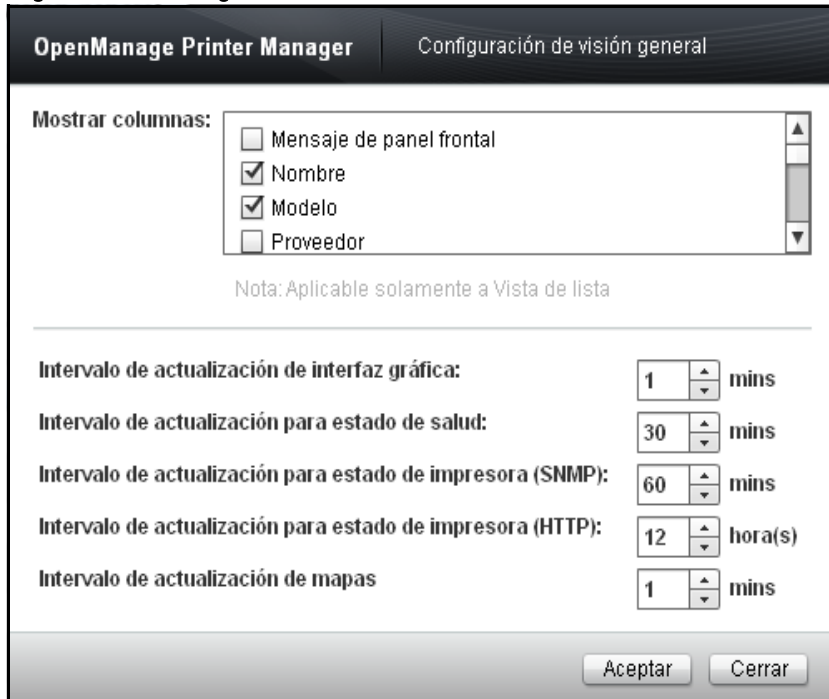 OpenManage Printer Manager
Configuración de visión general
Mostrar columnas:
Mensaje de panel frontal
Nombre
Modelo
Proveedor
Nota: Aplicable solamente a Vista de lista
Intervalo de actualización de interfaz gráfica: 1 mins
Intervalo de actualización para estado de salud: 30 mins
Intervalo de actualización para estado de impresora (SNMP): 60 mins
Intervalo de actualización para estado de impresora (HTTP): 12 hora(s)
Intervalo de actualización de mapas 1 mins
Aceptar Cerrar